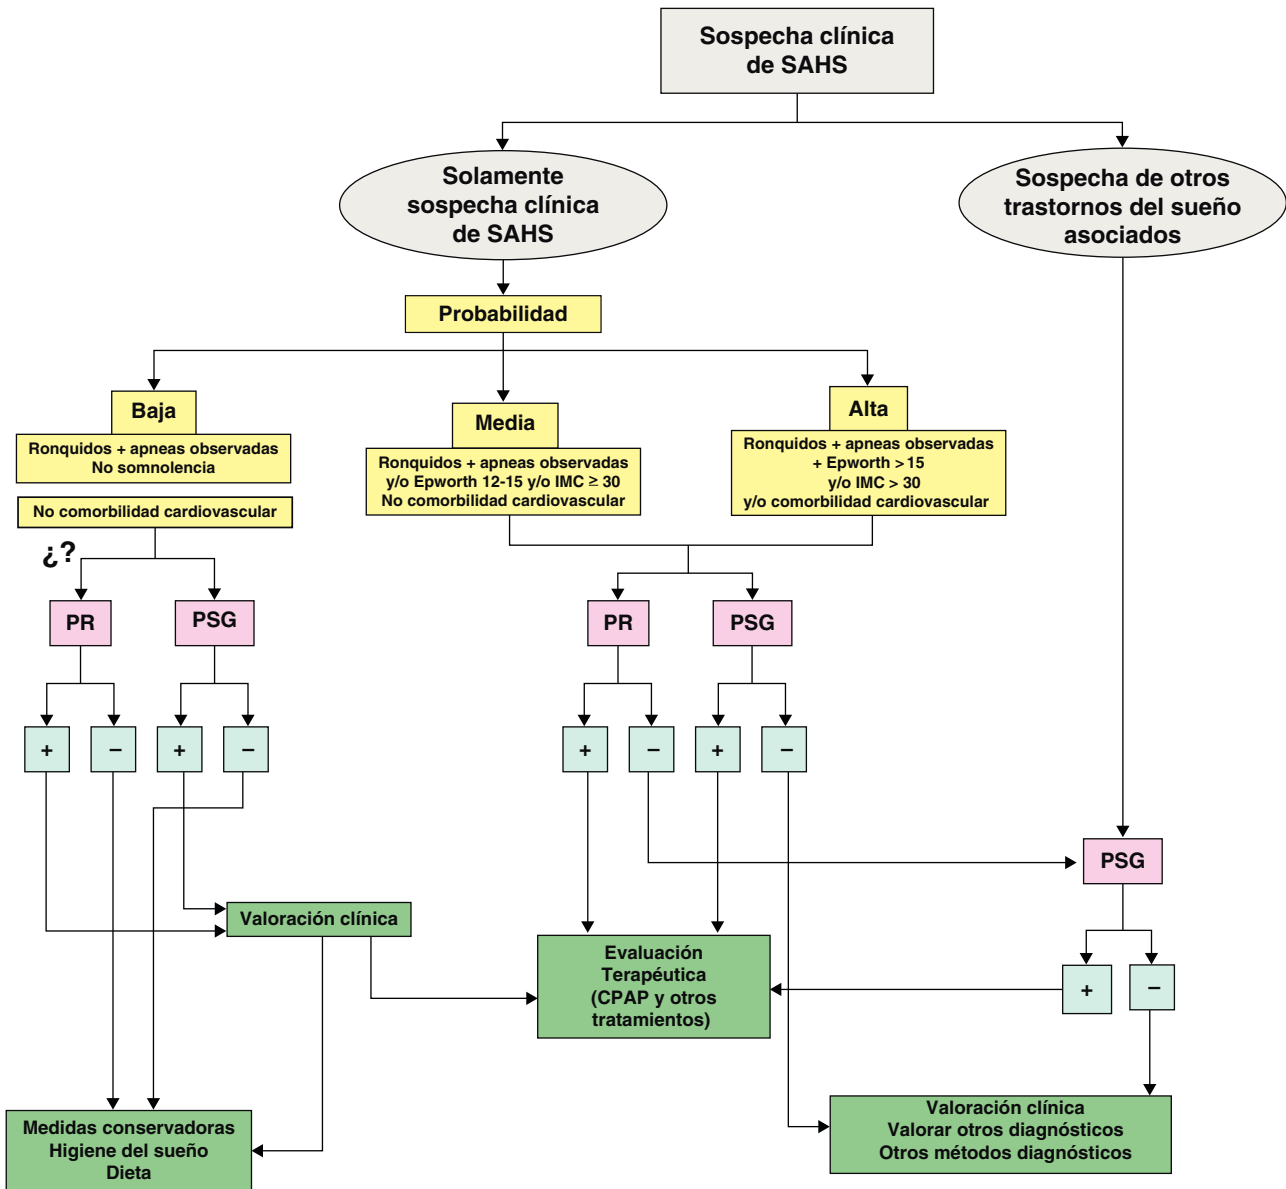 Sospecha clínica
de SAHS
Solamente
sospecha clínica
de SAHS
Sospecha de otros
trastornos del sueño
asociados
Probabilidad
Baja
Ronquidos + apneas observadas
No somnolencia
No comorbilidad cardiovascular
Media
Ronquidos + apneas observadas
y/o Epworth 12-15 y/o IMC ≥ 30
No comorbilidad cardiovascular
Alta
Ronquidos + apneas observadas
+ Epworth > 15
y/o IMC > 30
y/o comorbilidad cardiovascular
¿?
PR
PSG
PR
PSG
+
–
+
–
+
–
+
–
PSG
+
–
Valoración clínica
Evaluación
Terapéutica
(CPAP y otros
tratamientos)
Medidas conservadoras
Higiene del sueño
Dieta
Valoración clínica
Valorar otros diagnósticos
Otros métodos diagnósticos